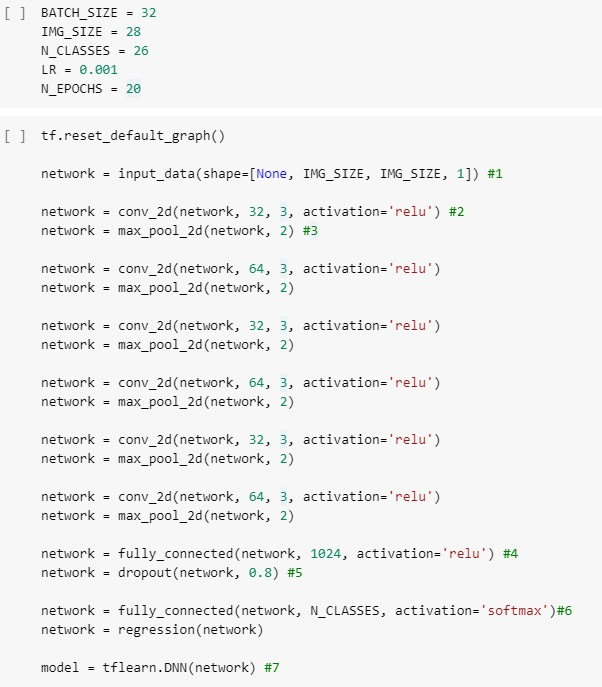 [ ] BATCH_SIZE = 32
IMG_SIZE = 28
N_CLASSES = 26
LR = 0.001
N_EPOCHS = 20
[ ] tf.reset_default_graph()
network = input_data(shape=[None, IMG_SIZE, IMG_SIZE, 1]) #1
network = conv_2d(network, 32, 3, activation='relu') #2
network = max_pool_2d(network, 2) #3
network = conv_2d(network, 64, 3, activation='relu')
network = max_pool_2d(network, 2)
network = conv_2d(network, 32, 3, activation='relu')
network = max_pool_2d(network, 2)
network = conv_2d(network, 64, 3, activation='relu')
network = max_pool_2d(network, 2)
network = conv_2d(network, 32, 3, activation='relu')
network = max_pool_2d(network, 2)
network = conv_2d(network, 64, 3, activation='relu')
network = max_pool_2d(network, 2)
network = fully_connected(network, 1024, activation='relu') #4
network = dropout(network, 0.8) #5
network = fully_connected(network, N_CLASSES, activation='softmax')#6
network = regression(network)
model = tflearn.DNN(network) #7